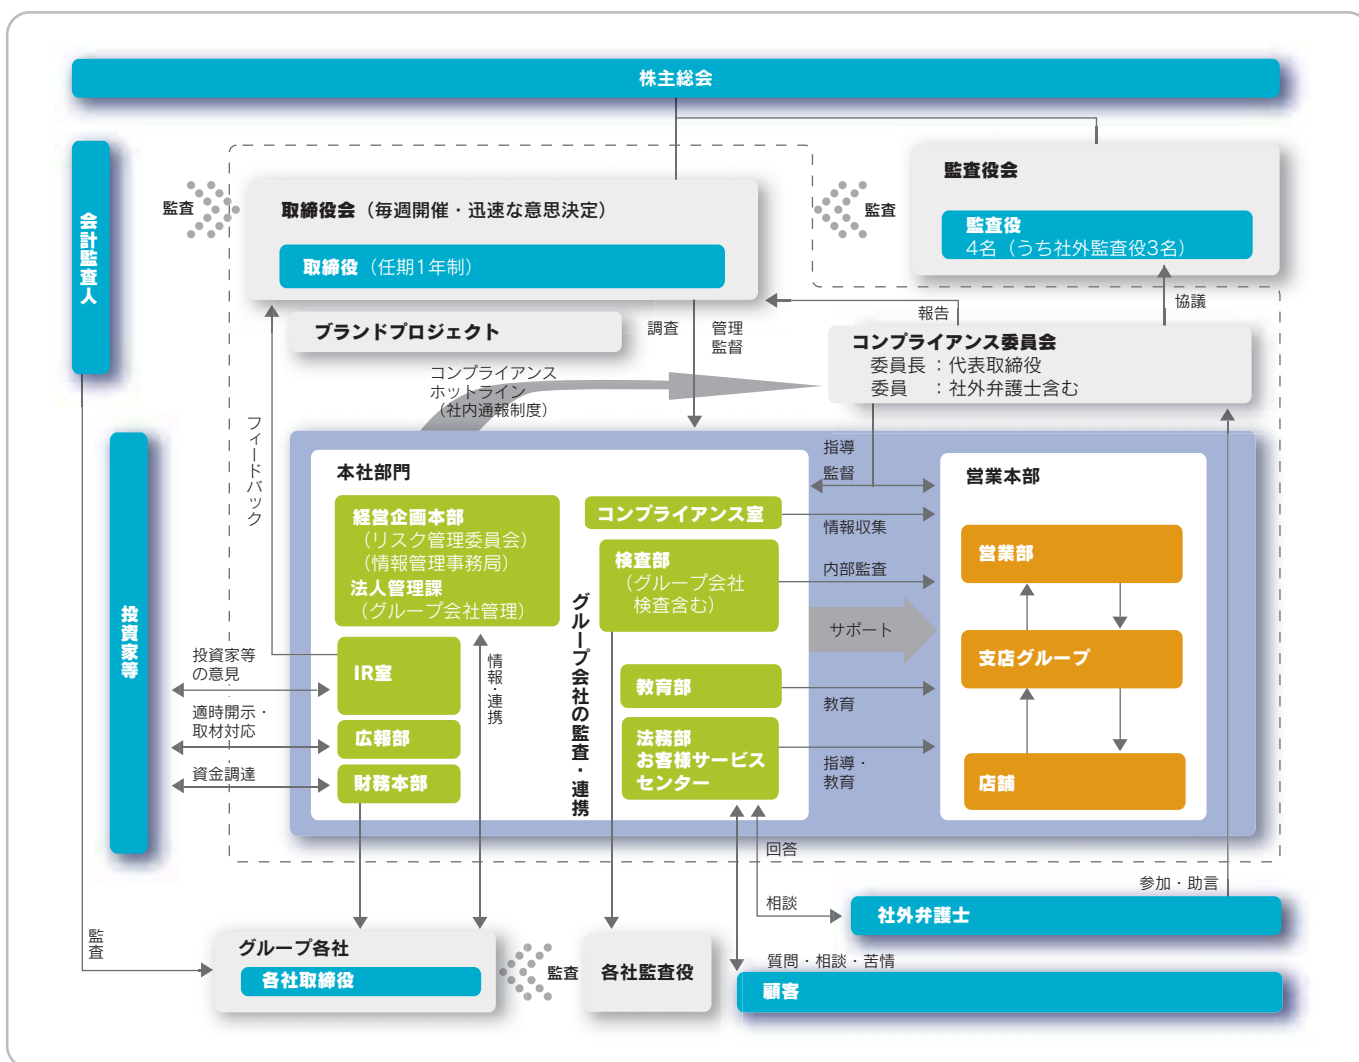 株主総会
会計監査人
監査
取締役会（毎週開催・迅速な意思決定）
取締役（任期1年制）
監査
監査役会
監査役
4名（うち社外監査役3名）
ブランドプロジェクト
調査
管理
監督
報告
協議
コンプライアンス委員会
委員長：代表取締役
委員　：社外弁護士含む
コンプライアンス
ホットライン
（社内通報制度）
フィードバック
投資家等
本社部門
経営企画本部
（リスク管理委員会）
（情報管理事務局）
法人管理課
（グループ会社管理）
IR室
広報部
財務本部
投資家等
の意見
適時開示・
取材対応
資金調達
情報・連携
グループ会社の監査・連携
コンプライアンス室
検査部
（グループ会社
検査含む）
教育部
法務部
お客様サービス
センター
指導
監督
情報収集
内部監査
サポート
教育
指導・
教育
営業本部
営業部
支店グループ
店舗
回答
相談
参加・助言
社外弁護士
質問・相談・苦情
顧客
監査
グループ各社
各社取締役
監査
各社監査役